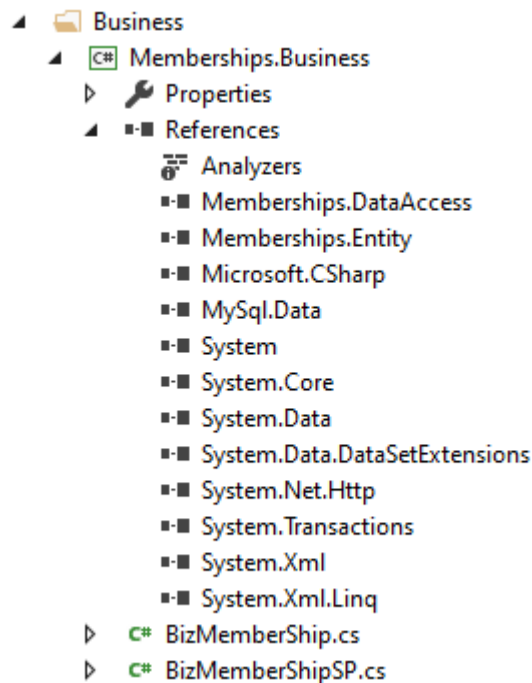 Business
C# Memberships.Business
Properties
References
Analyzers
Memberships.DataAccess
Memberships.Entity
Microsoft.CSharp
MySql.Data
System
System.Core
System.Data
System.Data.DataSetExtensions
System.Net.Http
System.Transactions
System.Xml
System.Xml.Linq
C# BizMemberShip.cs
C# BizMemberShipSP.cs